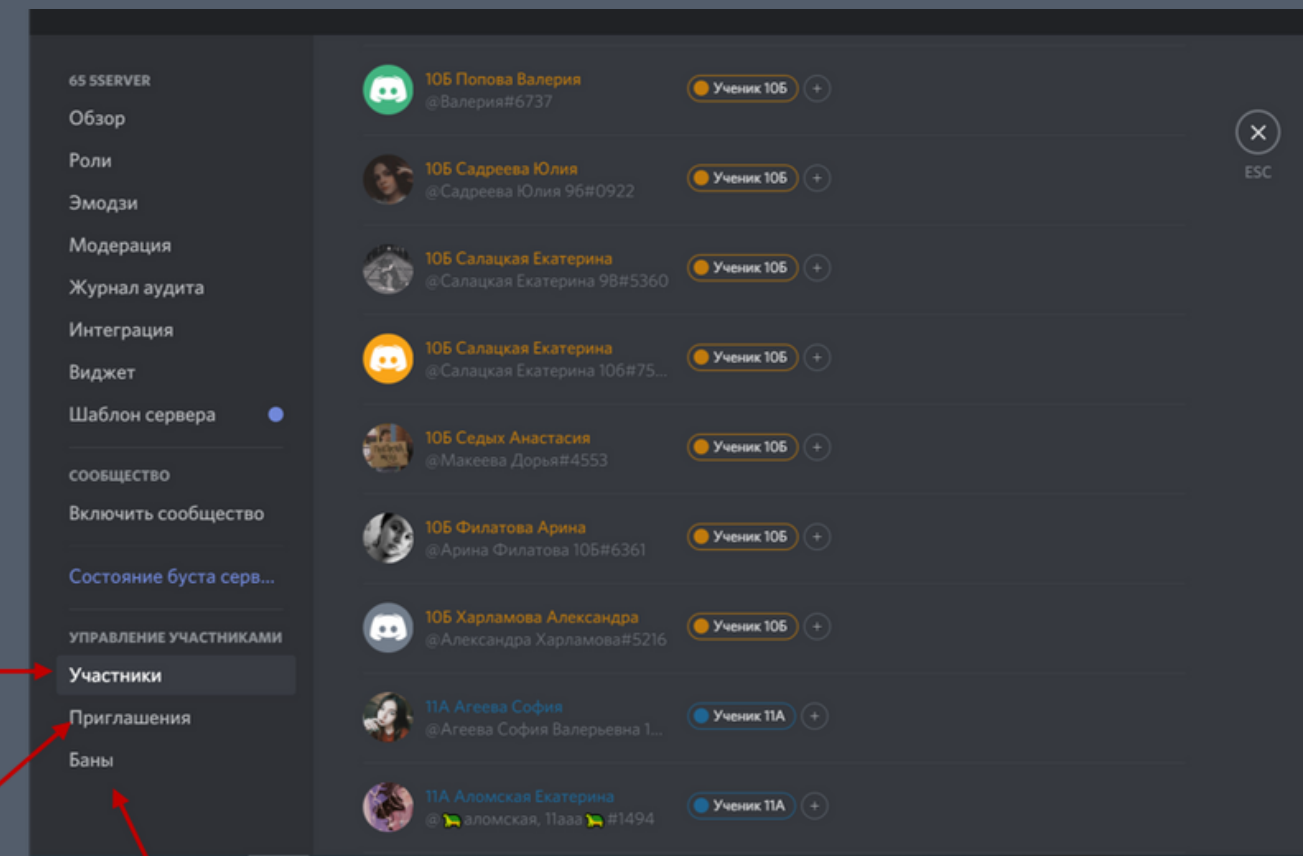 65 5SERVER
Обзор
Роли
Эмодзи
Модерация
Журнал аудита
Интеграция
Виджет
Шаблон сервера
СООБЩЕСТВО
Включить сообщество
Состояние буста серв...
УПРАВЛЕНИЕ УЧАСТНИКАМИ
Участники
Приглашения
Баны
10Б Попова Валерия
@Валерия#6737
Ученик 10Б
10Б Садреева Юлия
@Садреева Юлия 9б#0922
Ученик 10Б
10Б Салацкая Екатерина
@Салацкая Екатерина 9В#5360
Ученик 10Б
10Б Салацкая Екатерина
@Салацкая Екатерина 10б#75...
Ученик 10Б
10Б Седых Анастасия
@Макеева Дорья#4553
Ученик 10Б
10Б Филатова Арина
@Арина Филатова 10Б#6361
Ученик 10Б
10Б Харламова Александра
@Александра Харламова#5216
Ученик 10Б
11А Агеева София
@Агеева София Валерьевна 1...
Ученик 11А
11А Аломская Екатерина
@🐢аломская, 11ааа🐢#1494
Ученик 11А
ESC